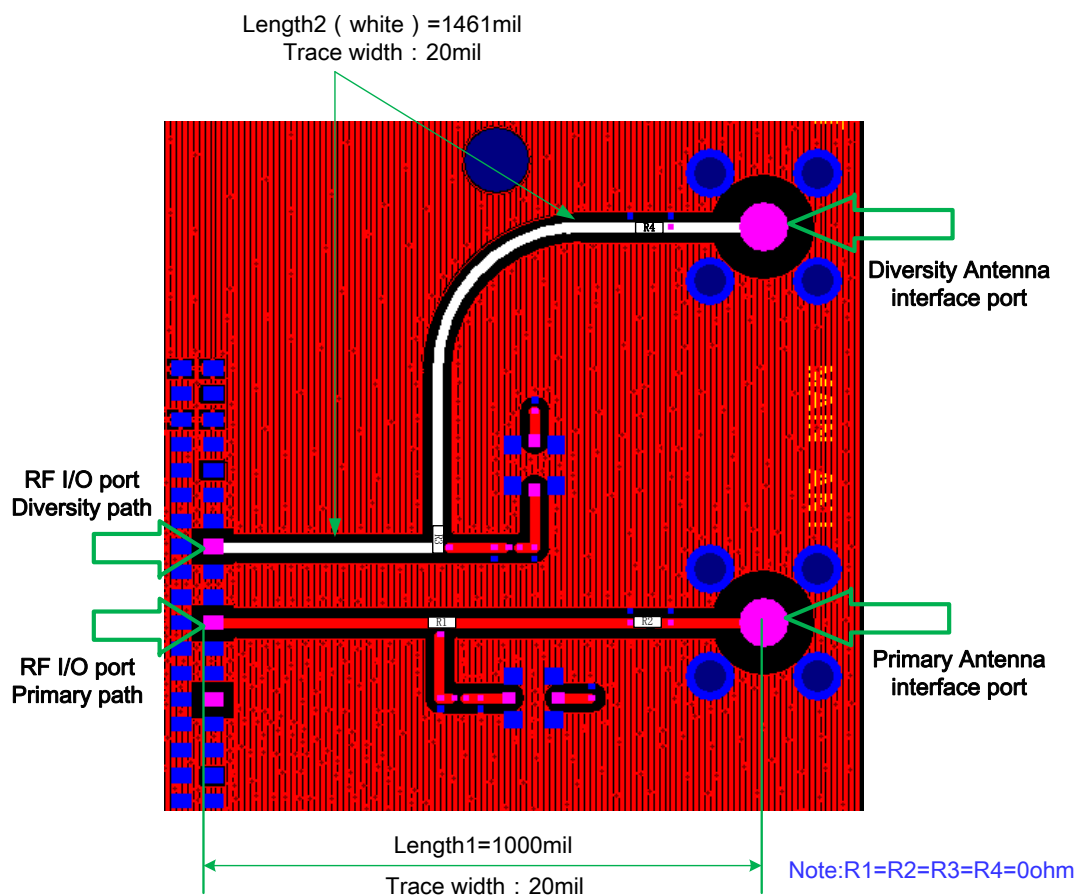 Length2 ( white ) =1461mil
Trace width : 20mil
R4
Diversity Antenna
interface port
RF I/O port
Diversity path
R3
R1
R2
RF I/O port
Primary path
Primary Antenna
interface port
Length1=1000mil
Trace width : 20mil
Note:R1=R2=R3=R4=0ohm